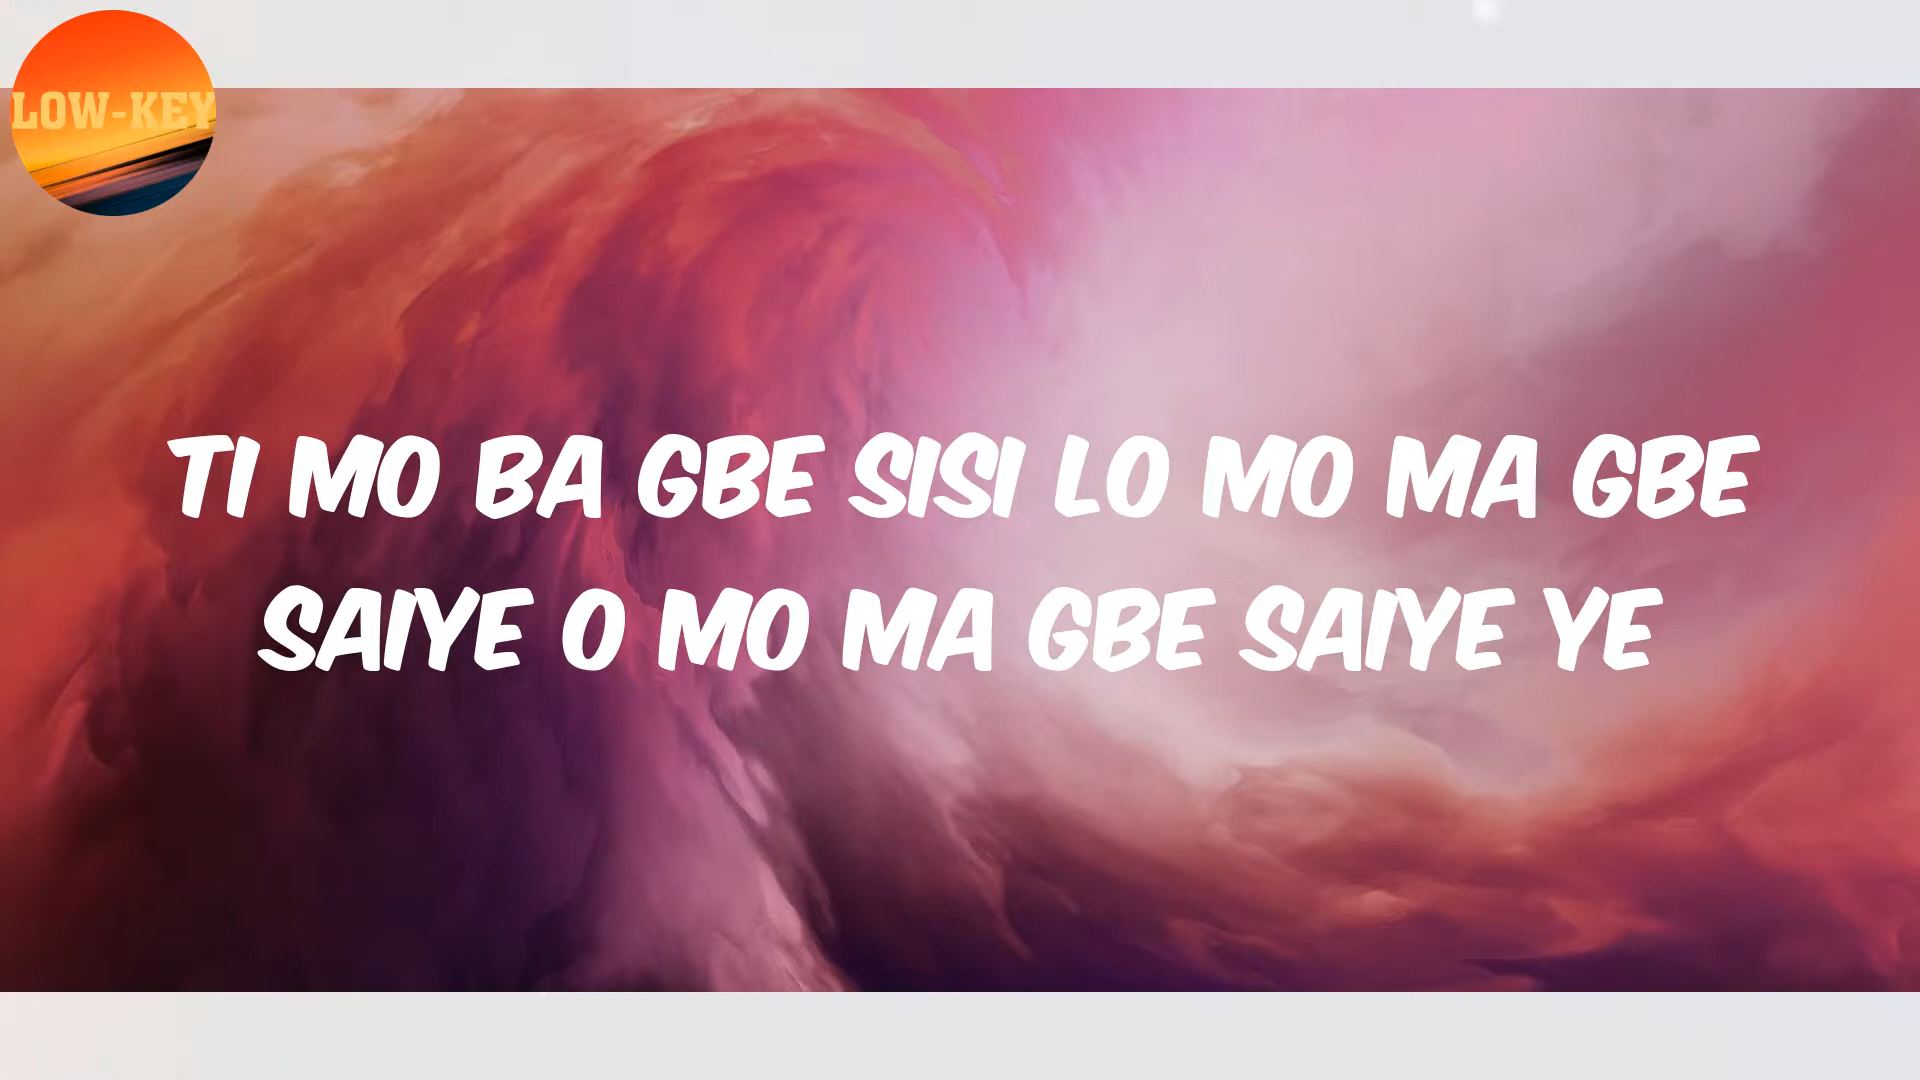 LOW-KEY
TI MO BA GBE SISI LO MO MA GBE
SAIYE O MO MA GBE SAIYE YE